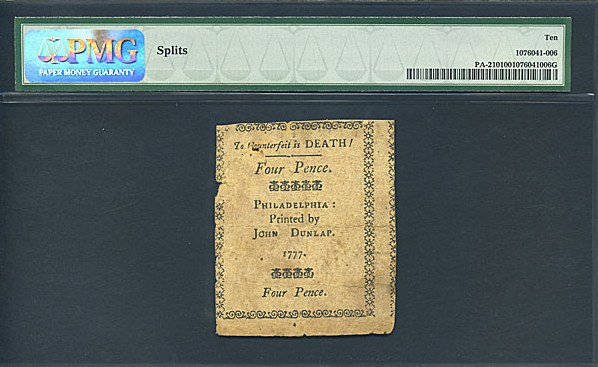 PMG
PAPER MONEY GUARANTY
Splits
Ten
1076041-006
PA-2101001076041006G
To Counterfeit is DEATH!
Four Pence.
PHILADELPHIA:
Printed by
JOHN DUNLAP.
1777.
Four Pence.